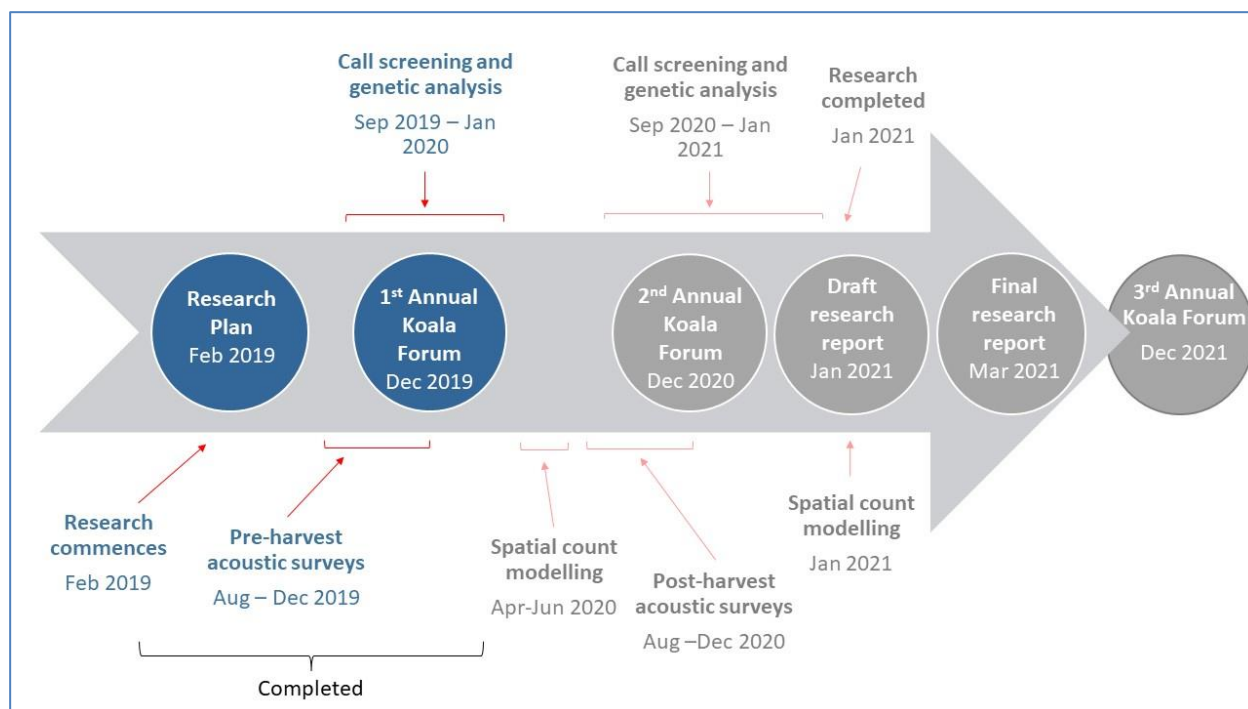 Call screening and
genetic analysis
Sep 2019 – Jan
2020
Call screening and
genetic analysis
Sep 2020 – Jan
2021
Research
completed
Jan 2021
Research
Plan
Feb 2019
1st Annual
Koala
Forum
Dec 2019
2nd Annual
Koala
Forum
Dec 2020
Draft
research
report
Jan 2021
Final
research
report
Mar 2021
3rd Annual
Koala Forum
Dec 2021
Research
commences
Feb 2019
Pre-harvest
acoustic surveys
Aug – Dec 2019
Spatial count
modelling
Apr-Jun 2020
Post-harvest
acoustic surveys
Aug –Dec 2020
Spatial count
modelling
Jan 2021
Completed